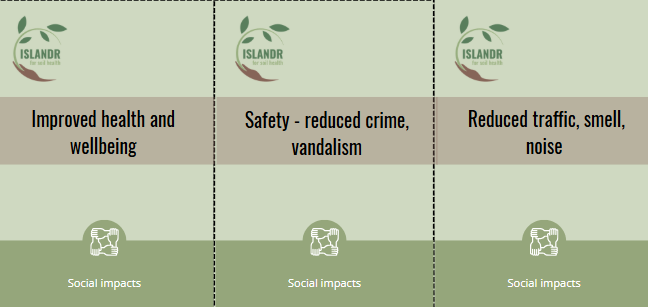 ISLANDR
for soil health
Improved health and
wellbeing
Social impacts
ISLANDR
for soil health
Safety - reduced crime,
vandalism
Social impacts
ISLANDR
for soil health
Reduced traffic, smell,
noise
Social impacts